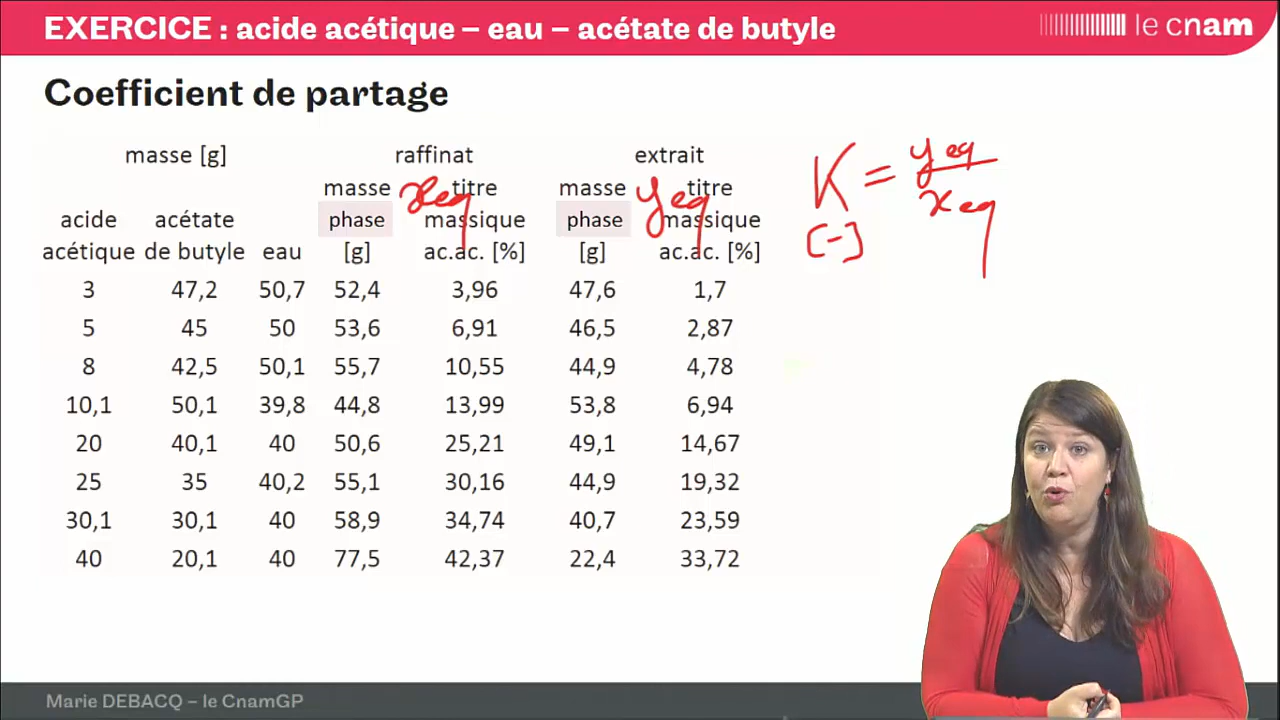 EXERCICE : acide acétique – eau – acétate de butyle
le cnam
Coefficient de partage
masse [g] raffinat extrait
masse titre masse titre
xeq yeq
acide acétate phase massique phase massique
acétique de butyle eau [g] ac.ac. [%] [g] ac.ac. [%]
3 47,2 50,7 52,4 3,96 47,6 1,7
5 45 50 53,6 6,91 46,5 2,87
8 42,5 50,1 55,7 10,55 44,9 4,78
10,1 50,1 39,8 44,8 13,99 53,8 6,94
20 40,1 40 50,6 25,21 49,1 14,67
25 35 40,2 55,1 30,16 44,9 19,32
30,1 30,1 40 58,9 34,74 40,7 23,59
40 20,1 40 77,5 42,37 22,4 33,72
K = yeq / xeq
[-]
Marie DEBACQ – le CnamGP